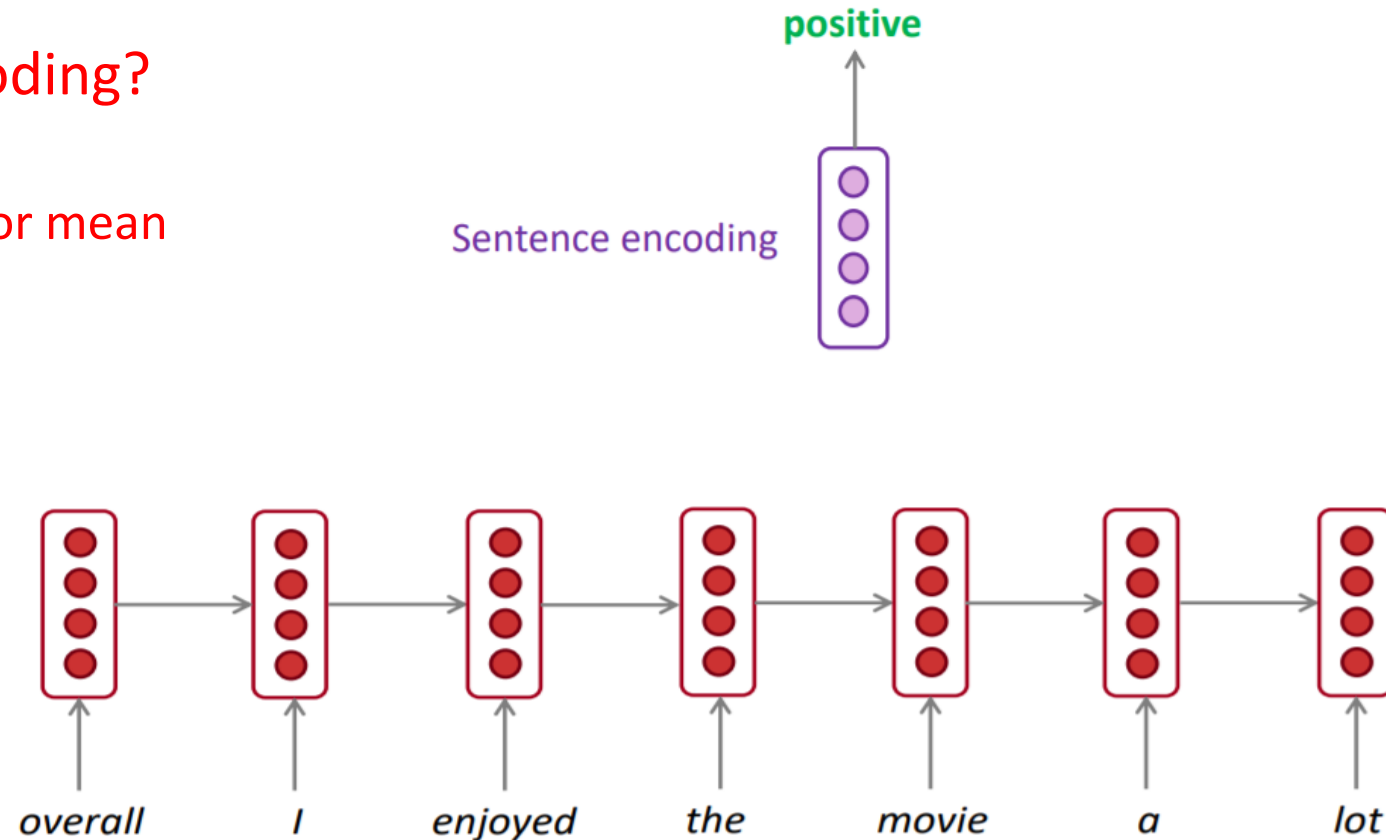 positive
oding?
or mean
Sentence encoding
overall I enjoyed the movie a lot